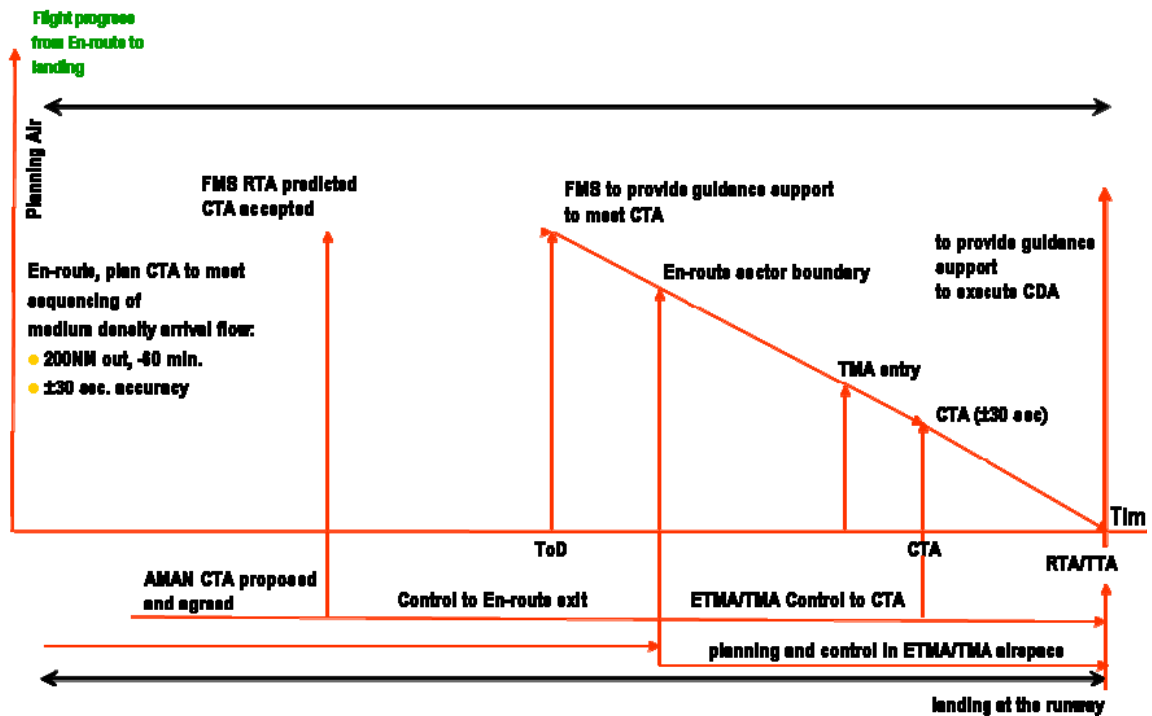 Flight progress
from En-route to
landing
Planning Air
FMS RTA predicted
CTA accepted
FMS to provide guidance support
to meet CTA
to provide guidance
support
to execute CDA
En-route, plan CTA to meet
sequencing of
medium density arrival flow:
● 200NM out, -60 min.
● ±30 sec. accuracy
En-route sector boundary
TMA entry
CTA (±30 sec)
Tim
ToD
CTA
RTA/TTA
AMAN CTA proposed
and agreed
Control to En-route exit
ETMA/TMA Control to CTA
planning and control in ETMA/TMA airspace
landing at the runway